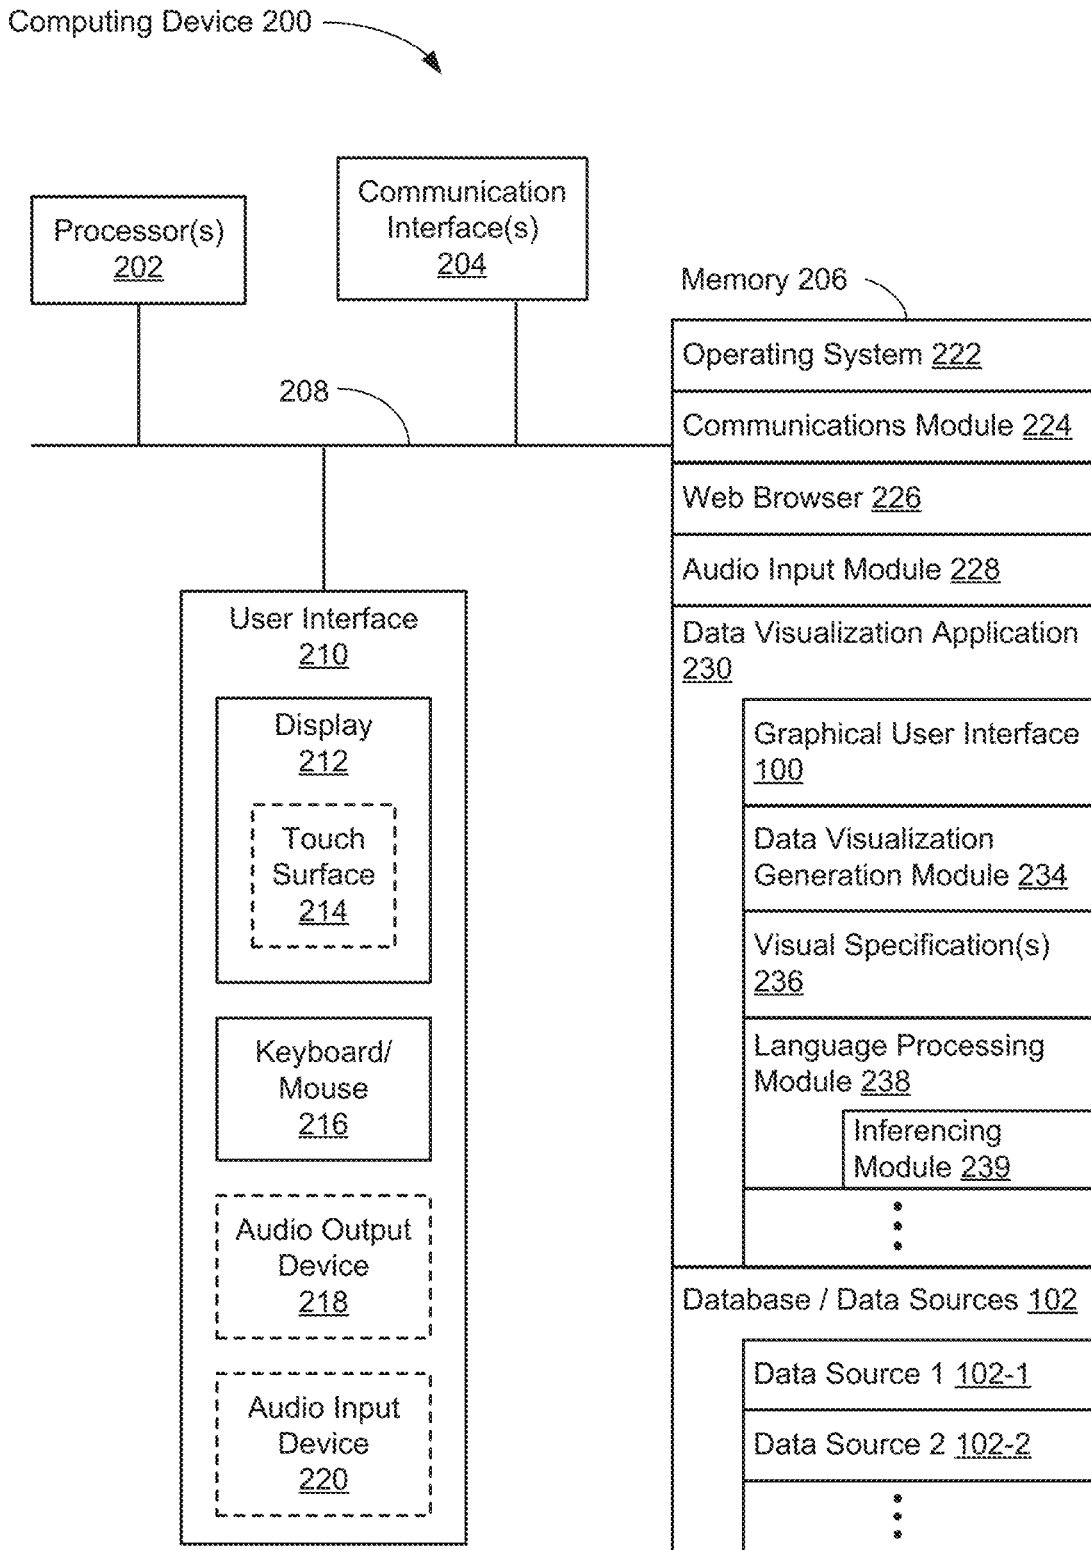 Computing Device 200
Processor(s)
202
Communication
Interface(s)
204
208
User Interface
210
Display
212
Touch
Surface
214
Keyboard/
Mouse
216
Audio Output
Device
218
Audio Input
Device
220
Memory 206
Operating System 222
Communications Module 224
Web Browser 226
Audio Input Module 228
Data Visualization Application
230
Graphical User Interface
100
Data Visualization
Generation Module 234
Visual Specification(s)
236
Language Processing
Module 238
Inferencing
Module 239
Database / Data Sources 102
Data Source 1 102-1
Data Source 2 102-2